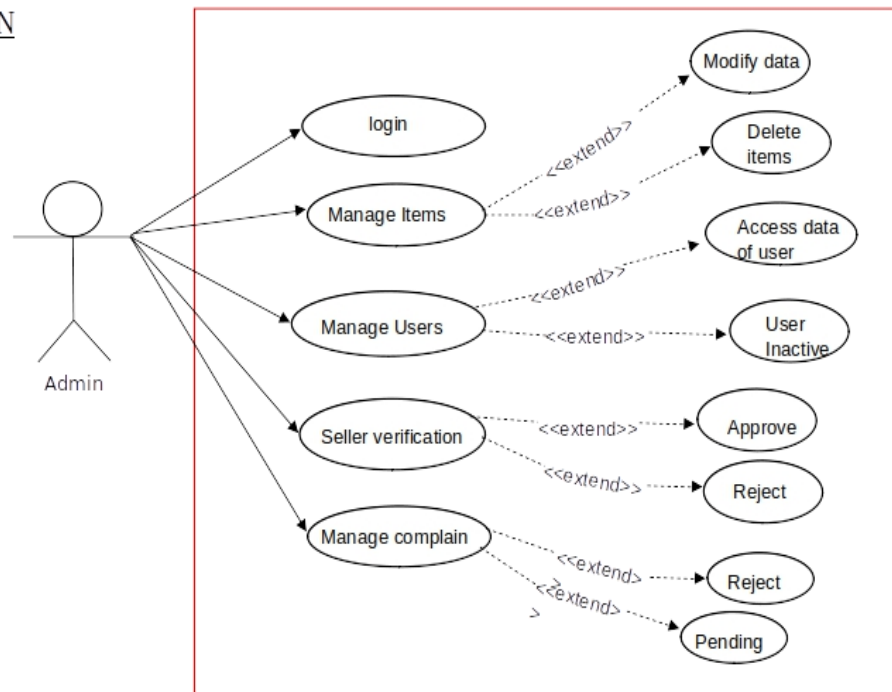 N
Modify data
login
<<extend>>
Delete
items
<<extend>>
Manage Items
Access data
of user
<<extend>>
Manage Users
User
Inactive
<<extend>>
Admin
Approve
<<extend>>
Seller verification
Reject
<<extend>>
Manage complain
<<extend>
>
Reject
<<extend>
>
Pending